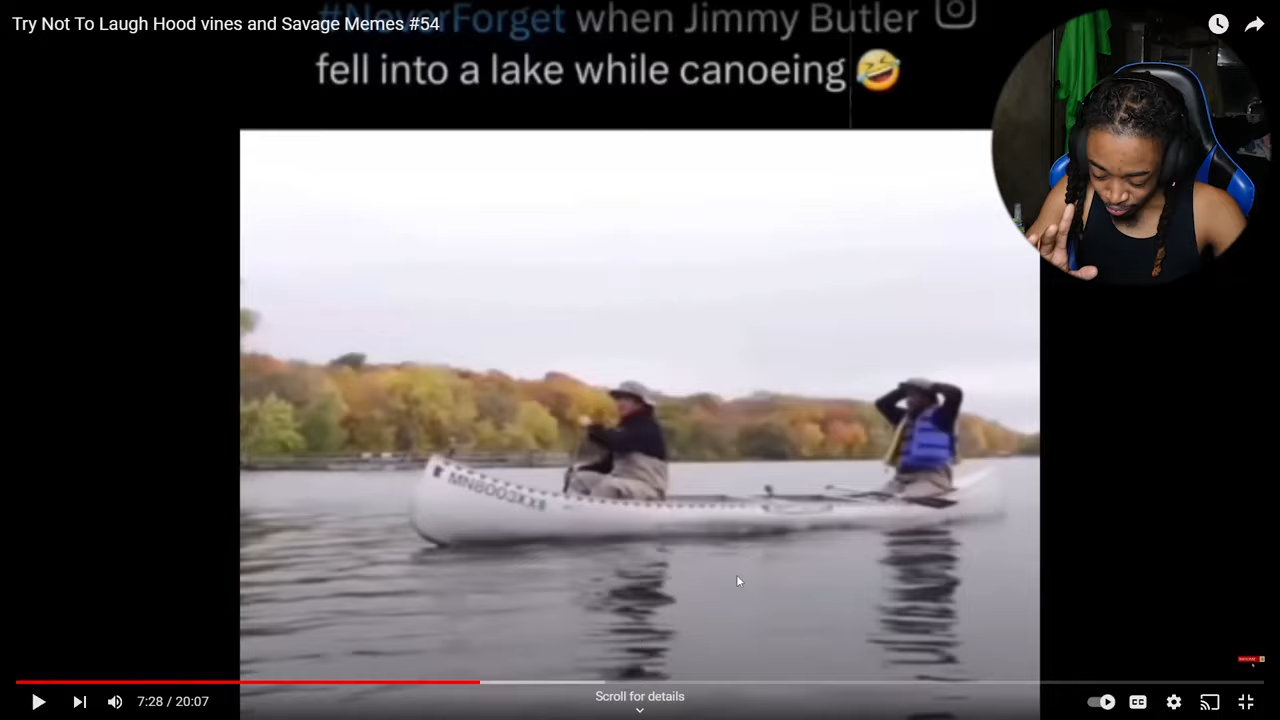 Try Not To Laugh Hood vines and Savage Memes #54
#NeverForget when Jimmy Butler
fell into a lake while canoeing 🤣
7:28 / 20:07
Scroll for details
CC